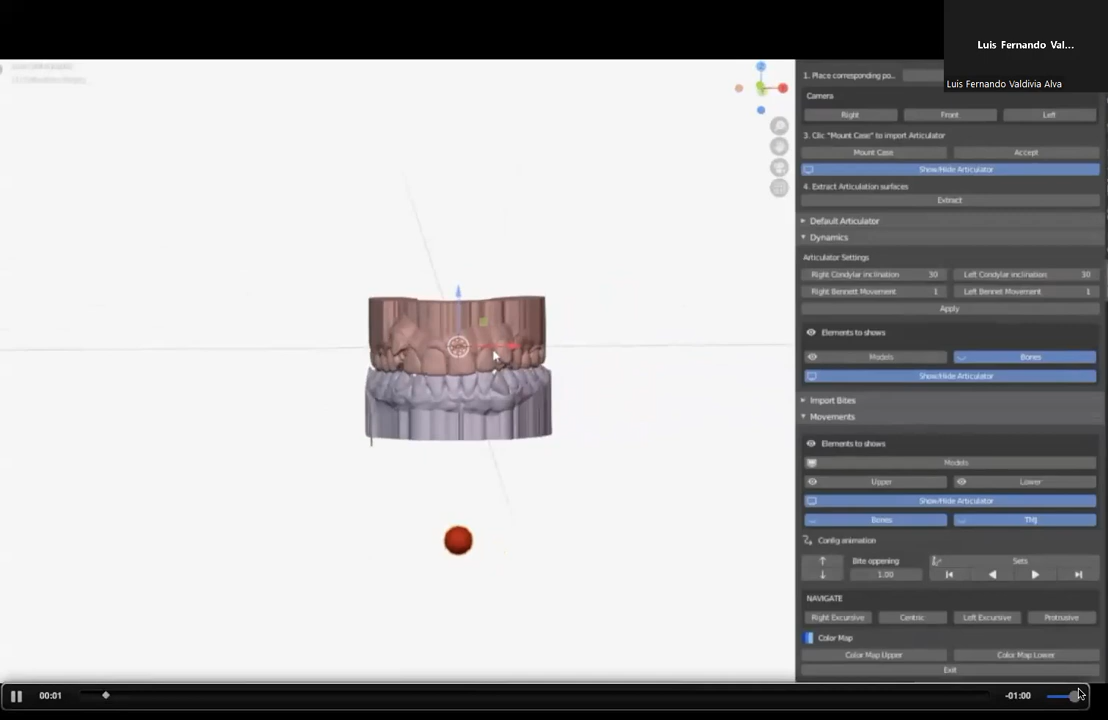 Luis Fernando Val...
Luis Fernando Valdivia Alva
1. Place corresponding po...
Camera
Right Front Left
3. Clic "Mount Case" to import Articulator
Mount Case Accept
Show/Hide Articulator
4. Extract Articulation surfaces
Extract
Default Articulator
Dynamics
Articulator Settings
Right Condylar inclination 30 Left Condylar inclination 30
Right Bennett Movement 1 Left Bennet Movement 1
Apply
Elements to shows
Models Bones
Show/Hide Articulator
Import Bites
Movements
Elements to shows
Models
Upper Lower
Show/Hide Articulator
Bones TMJ
Config animation
Bite oppening Sets
1.00
NAVIGATE
Right Excursive Centric Left Excursive Protrusive
Color Map
Color Map Upper Color Map Lower
Exit
00:01 -01:00